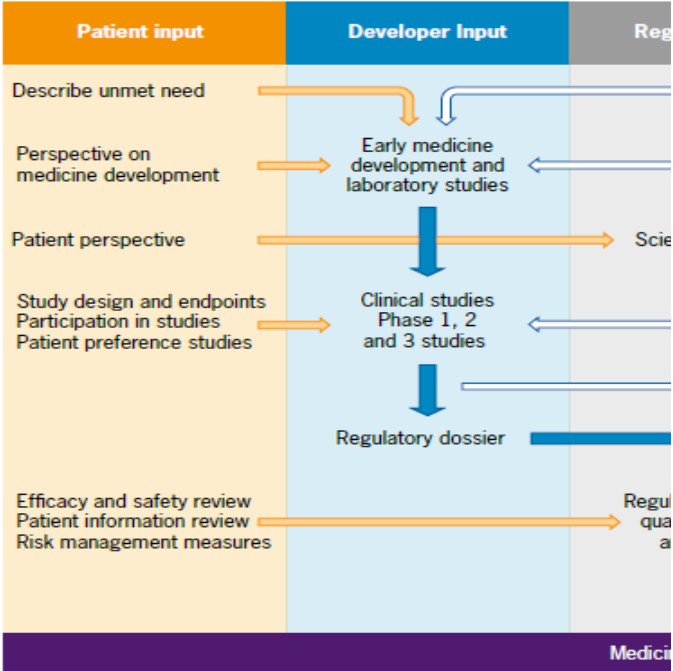 Patient input
Developer Input
Describe unmet need
Perspective on
medicine development
Early medicine
development and
laboratory studies
Patient perspective
Study design and endpoints
Participation in studies
Patient preference studies
Clinical studies
Phase 1, 2
and 3 studies
Regulatory dossier
Efficacy and safety review
Patient information review
Risk management measures